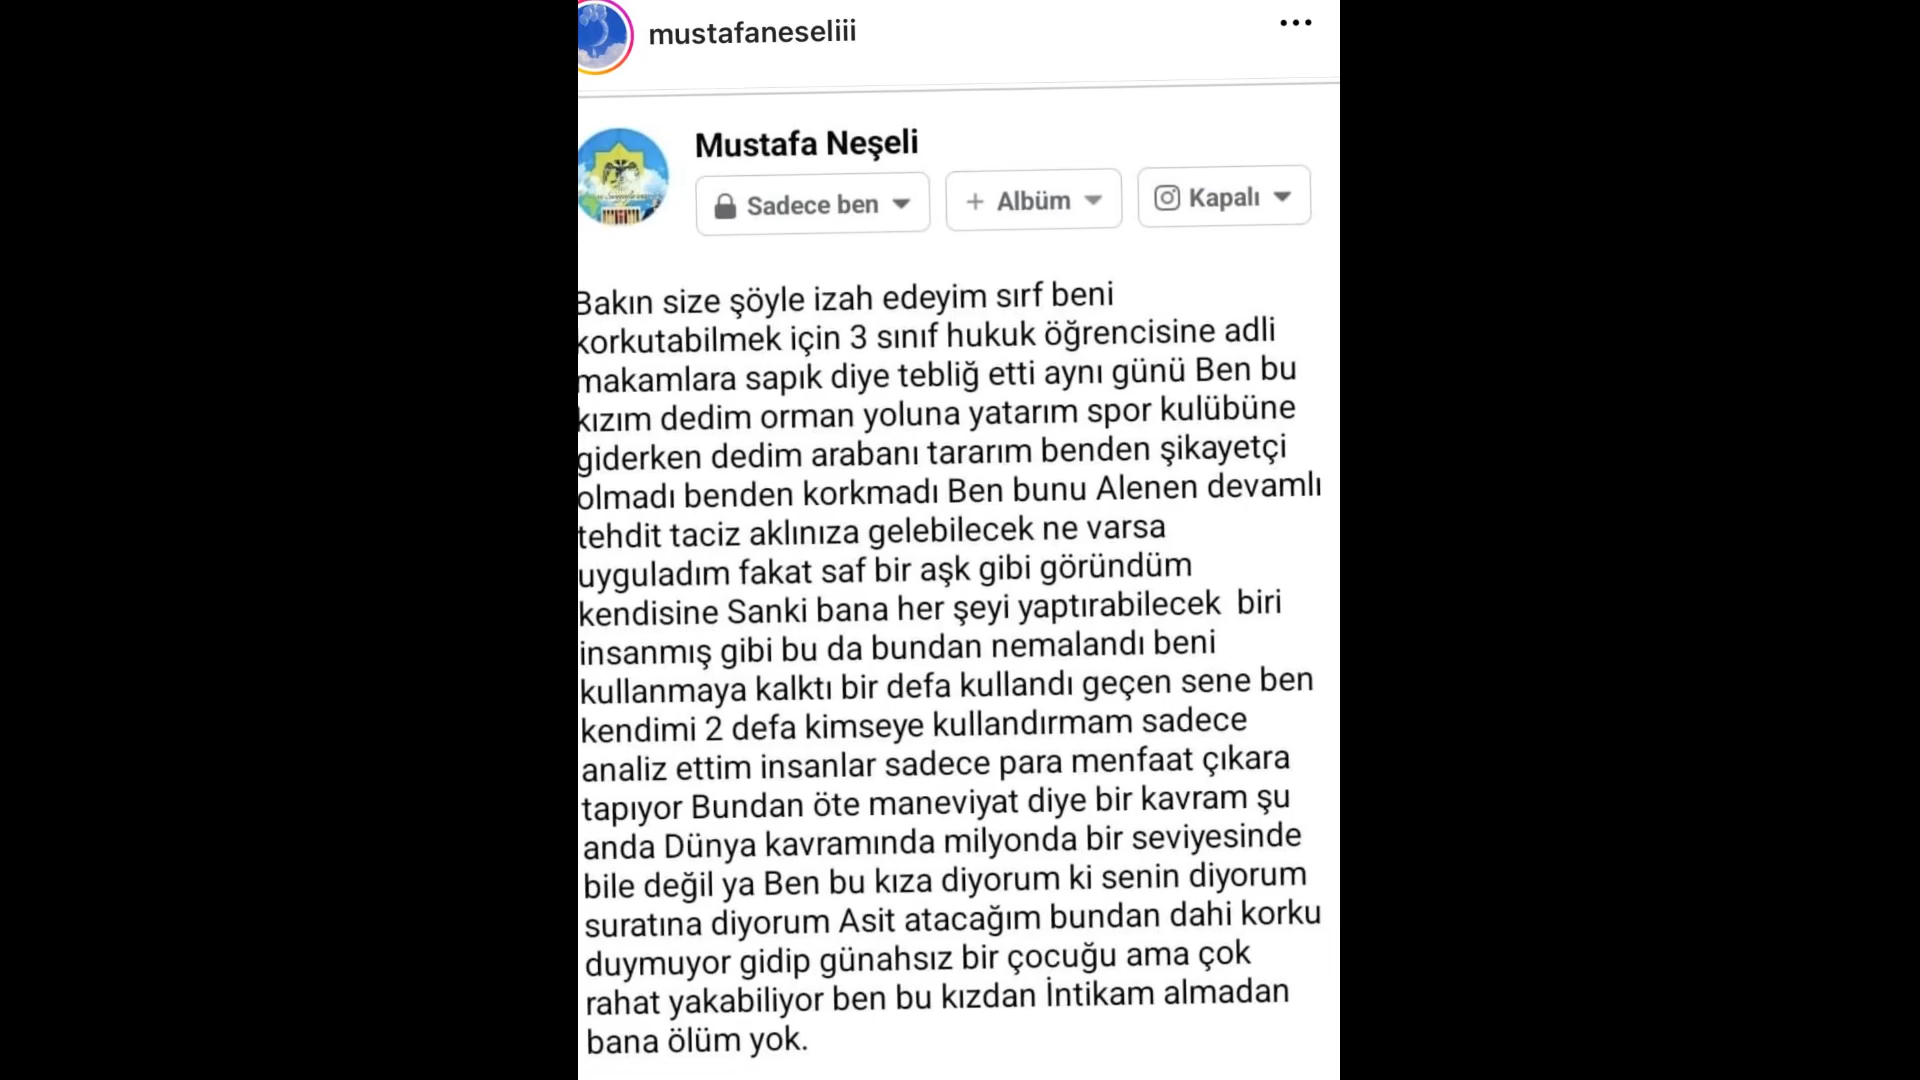 mustafaneseliii
Mustafa Neşeli
Sadece ben
+ Albüm
Kapalı
Bakın size şöyle izah edeyim sırf beni
korkutabilmek için 3 sınıf hukuk öğrencisine adli
makamlara sapık diye tebliğ etti aynı günü Ben bu
kızım dedim orman yoluna yatarım spor kulübüne
giderken dedim arabanı tararım benden şikayetçi
olmadı benden korkmadı Ben bunu Alenen devamlı
tehdit taciz aklınıza gelebilecek ne varsa
uyguladım fakat saf bir aşk gibi göründüm
kendisine Sanki bana her şeyi yaptırabilecek  biri
insanmış gibi bu da bundan nemalandı beni
kullanmaya kalktı bir defa kullandı geçen sene ben
kendimi 2 defa kimseye kullandırmam sadece
analiz ettim insanlar sadece para menfaat çıkara
tapıyor Bundan öte maneviyat diye bir kavram şu
anda Dünya kavramında milyonda bir seviyesinde
bile değil ya Ben bu kıza diyorum ki senin diyorum
suratına diyorum Asit atacağım bundan dahi korku
duymuyor gidip günahsız bir çocuğu ama çok
rahat yakabiliyor ben bu kızdan İntikam almadan
bana ölüm yok.